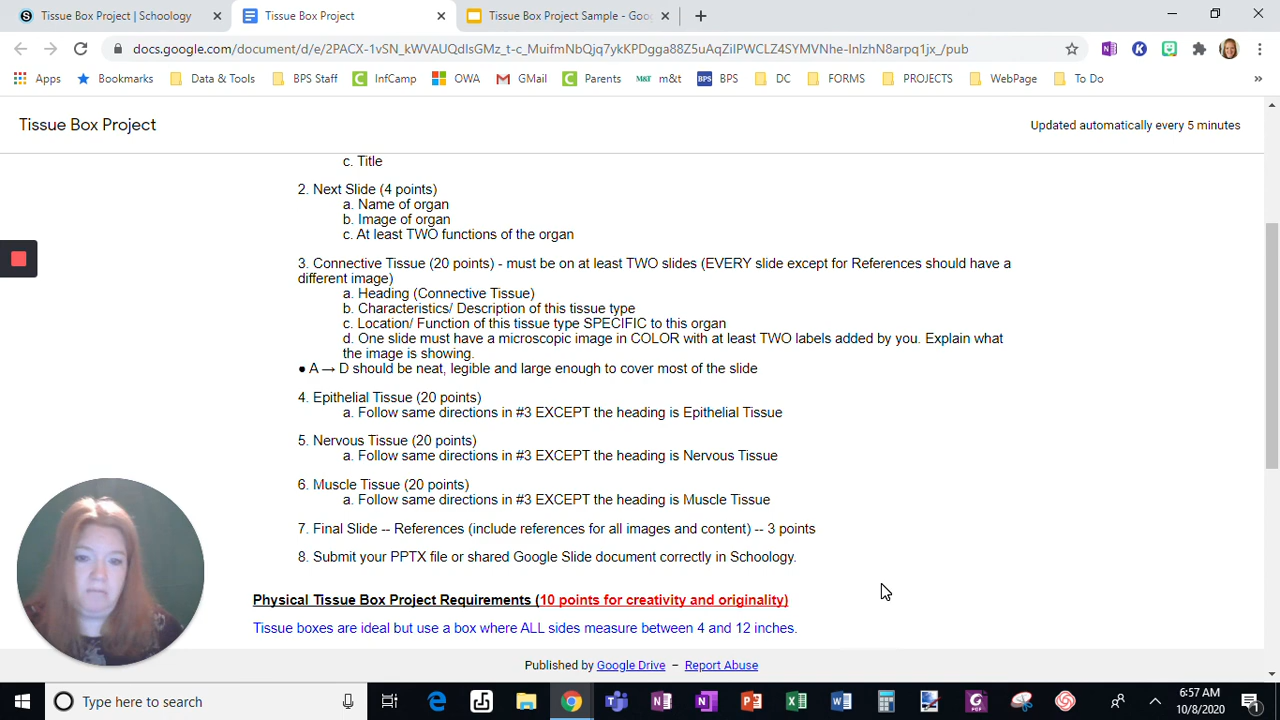 Tissue Box Project | Schoology
Tissue Box Project
Tissue Box Project Sample - Goo
docs.google.com/document/d/e/2PACX-1vSN_kWVAUQdIsGMz_t-c_MuifmNbQjq7ykKPDgga88Z5uAqZiIPWCLZ4SYMVNhe-InIzhN8arpq1jx_/pub
Apps Bookmarks Data & Tools BPS Staff InfCamp OWA GMail Parents M&T m&t BPS BPS DC FORMS PROJECTS WebPage To Do »
Tissue Box Project
Updated automatically every 5 minutes
c. Title
2. Next Slide (4 points)
a. Name of organ
b. Image of organ
c. At least TWO functions of the organ
3. Connective Tissue (20 points) - must be on at least TWO slides (EVERY slide except for References should have a
different image)
a. Heading (Connective Tissue)
b. Characteristics/ Description of this tissue type
c. Location/ Function of this tissue type SPECIFIC to this organ
d. One slide must have a microscopic image in COLOR with at least TWO labels added by you. Explain what
the image is showing.
● A → D should be neat, legible and large enough to cover most of the slide
4. Epithelial Tissue (20 points)
a. Follow same directions in #3 EXCEPT the heading is Epithelial Tissue
5. Nervous Tissue (20 points)
a. Follow same directions in #3 EXCEPT the heading is Nervous Tissue
6. Muscle Tissue (20 points)
a. Follow same directions in #3 EXCEPT the heading is Muscle Tissue
7. Final Slide -- References (include references for all images and content) -- 3 points
8. Submit your PPTX file or shared Google Slide document correctly in Schoology.
Physical Tissue Box Project Requirements (10 points for creativity and originality)
Tissue boxes are ideal but use a box where ALL sides measure between 4 and 12 inches.
Published by Google Drive – Report Abuse
Type here to search
6:57 AM
10/8/2020